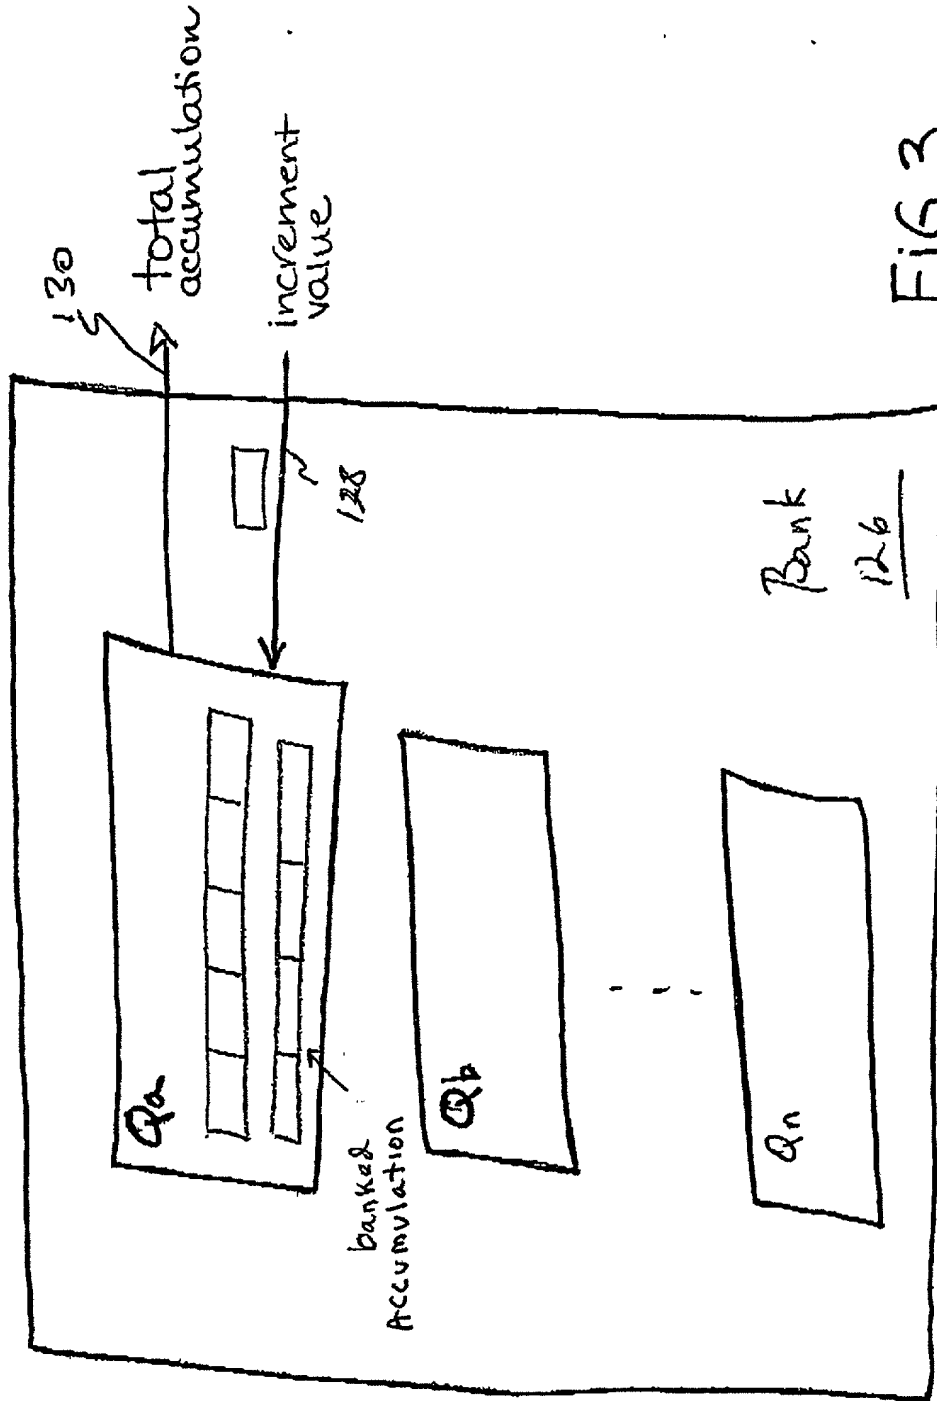 130
total
accumulation
increment
value
128
Qa
banked
Accumulation
Qb
Qn
Bank
126
FiG 3